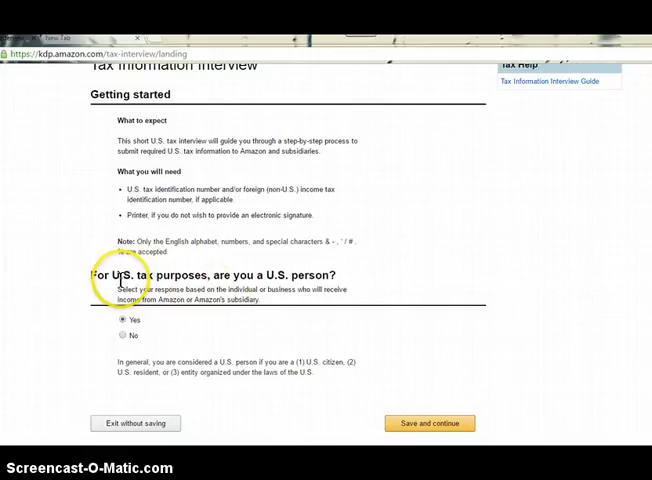 New Tab
https://kdp.amazon.com/tax-interview/landing
Tax Information Interview
Tax Help
Tax Information Interview Guide
Getting started
What to expect
This short U.S. tax interview will guide you through a step-by-step process to
submit required U.S. tax information to Amazon and subsidiaries.
What you will need
• U.S. tax identification number and/or foreign (non-U.S.) income tax
identification number, if applicable.
• Printer, if you do not wish to provide an electronic signature.
Note: Only the English alphabet, numbers, and special characters & - , ' / # .
% are accepted.
For U.S. tax purposes, are you a U.S. person?
Select your response based on the individual or business who will receive
income from Amazon or Amazon's subsidiary.
Yes
No
In general, you are considered a U.S. person if you are a (1) U.S. citizen, (2)
U.S. resident, or (3) entity organized under the laws of the U.S.
Exit without saving
Save and continue
Screencast-O-Matic.com